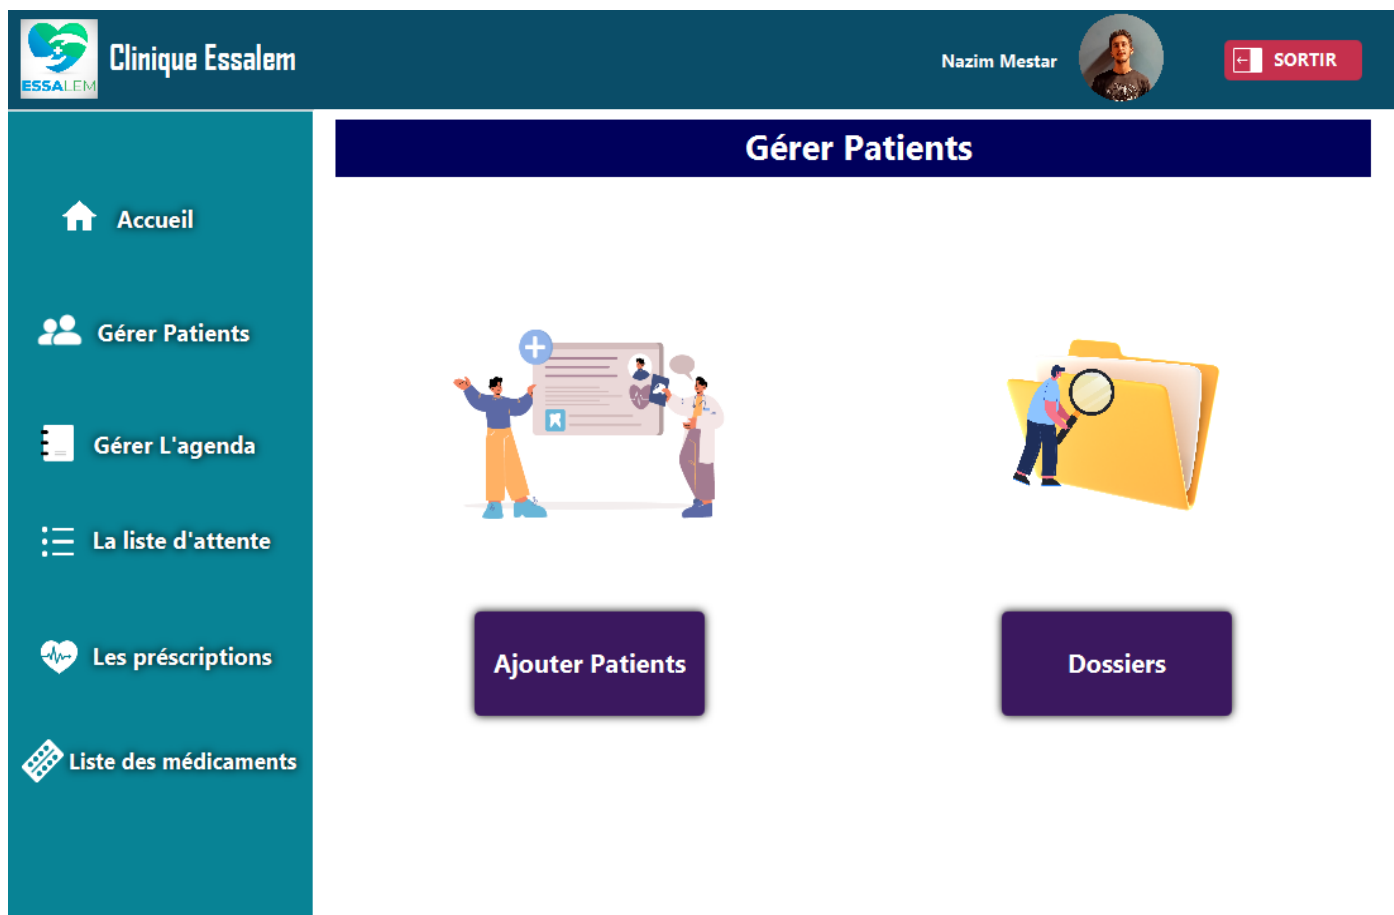 ESSALEM
Clinique Essalem
Nazim Mestar
SORTIR
Gérer Patients
Accueil
Gérer Patients
Gérer L'agenda
La liste d'attente
Les préscriptions
Liste des médicaments
Ajouter Patients
Dossiers